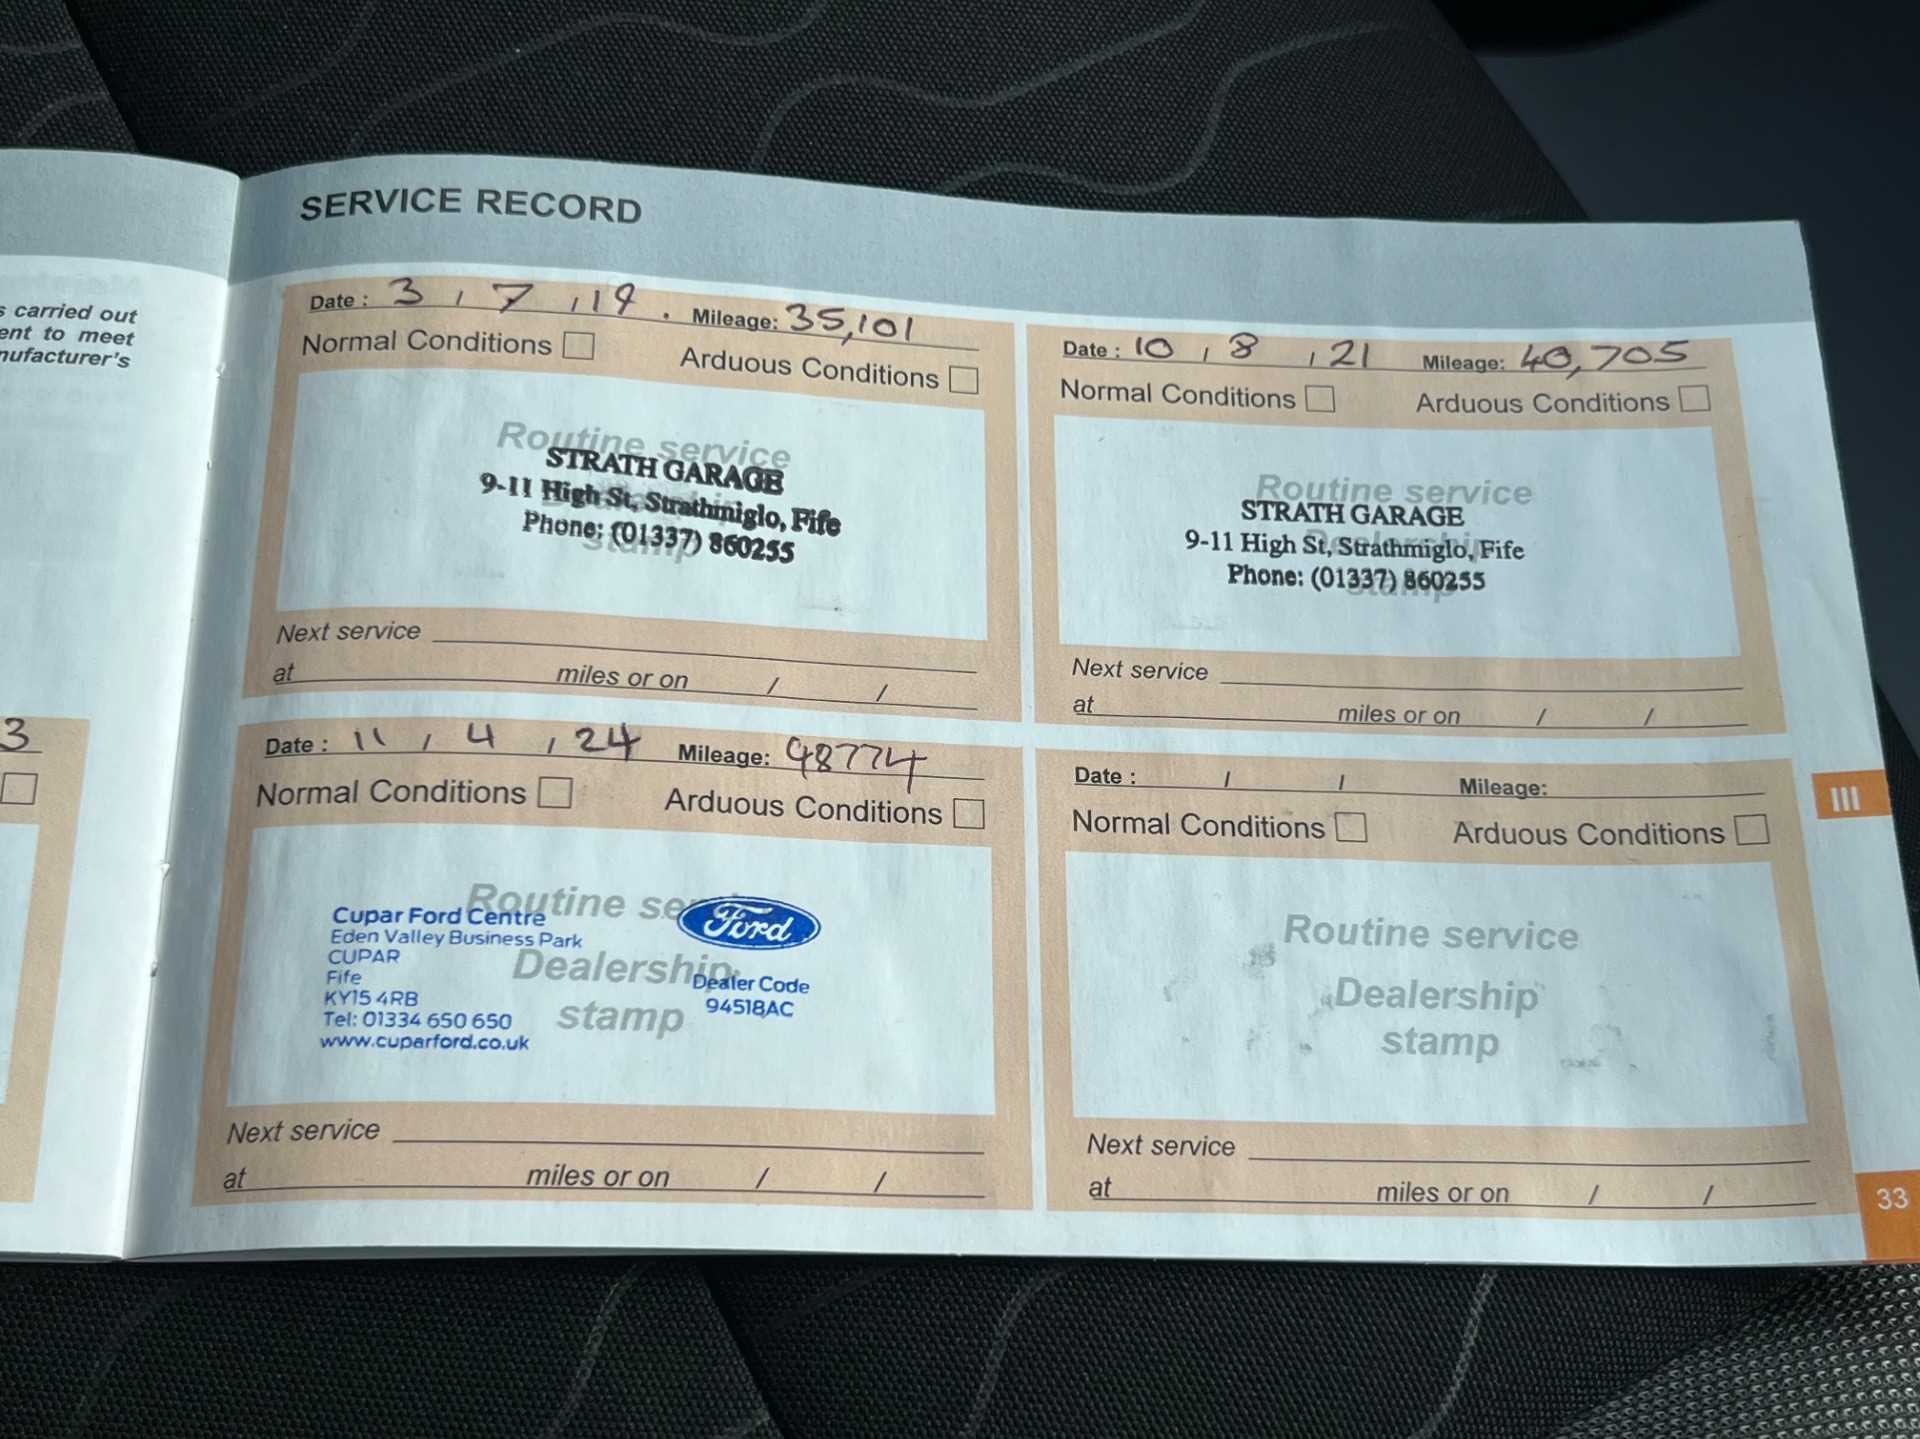 s carried out
ent to meet
nufacturer's
3
SERVICE RECORD
Date : 3 / 7 / 19 . Mileage: 35,101
Normal Conditions Arduous Conditions
Routine service
STRATH GARAGE
9-11 High St, Strathmiglo, Fife
Phone: (01337) 860255
stamp
Next service
at miles or on / /
Date : 10 / 8 / 21 Mileage: 40,705
Normal Conditions Arduous Conditions
Routine service
STRATH GARAGE
9-11 High St, Strathmiglo, Fife
Phone: (01337) 860255
stamp
Next service
at miles or on / /
Date : 11 / 4 / 24 Mileage: 48774
Normal Conditions Arduous Conditions
Routine se
Cupar Ford Centre
Ford
Eden Valley Business Park
CUPAR
Dealership
Fife
Dealer Code
KY15 4RB
94518AC
stamp
Tel: 01334 650 650
www.cuparford.co.uk
Next service
at miles or on / /
Date : / / Mileage:
Normal Conditions Arduous Conditions
Routine service
Dealership
stamp
Next service
at miles or on / /
III
33